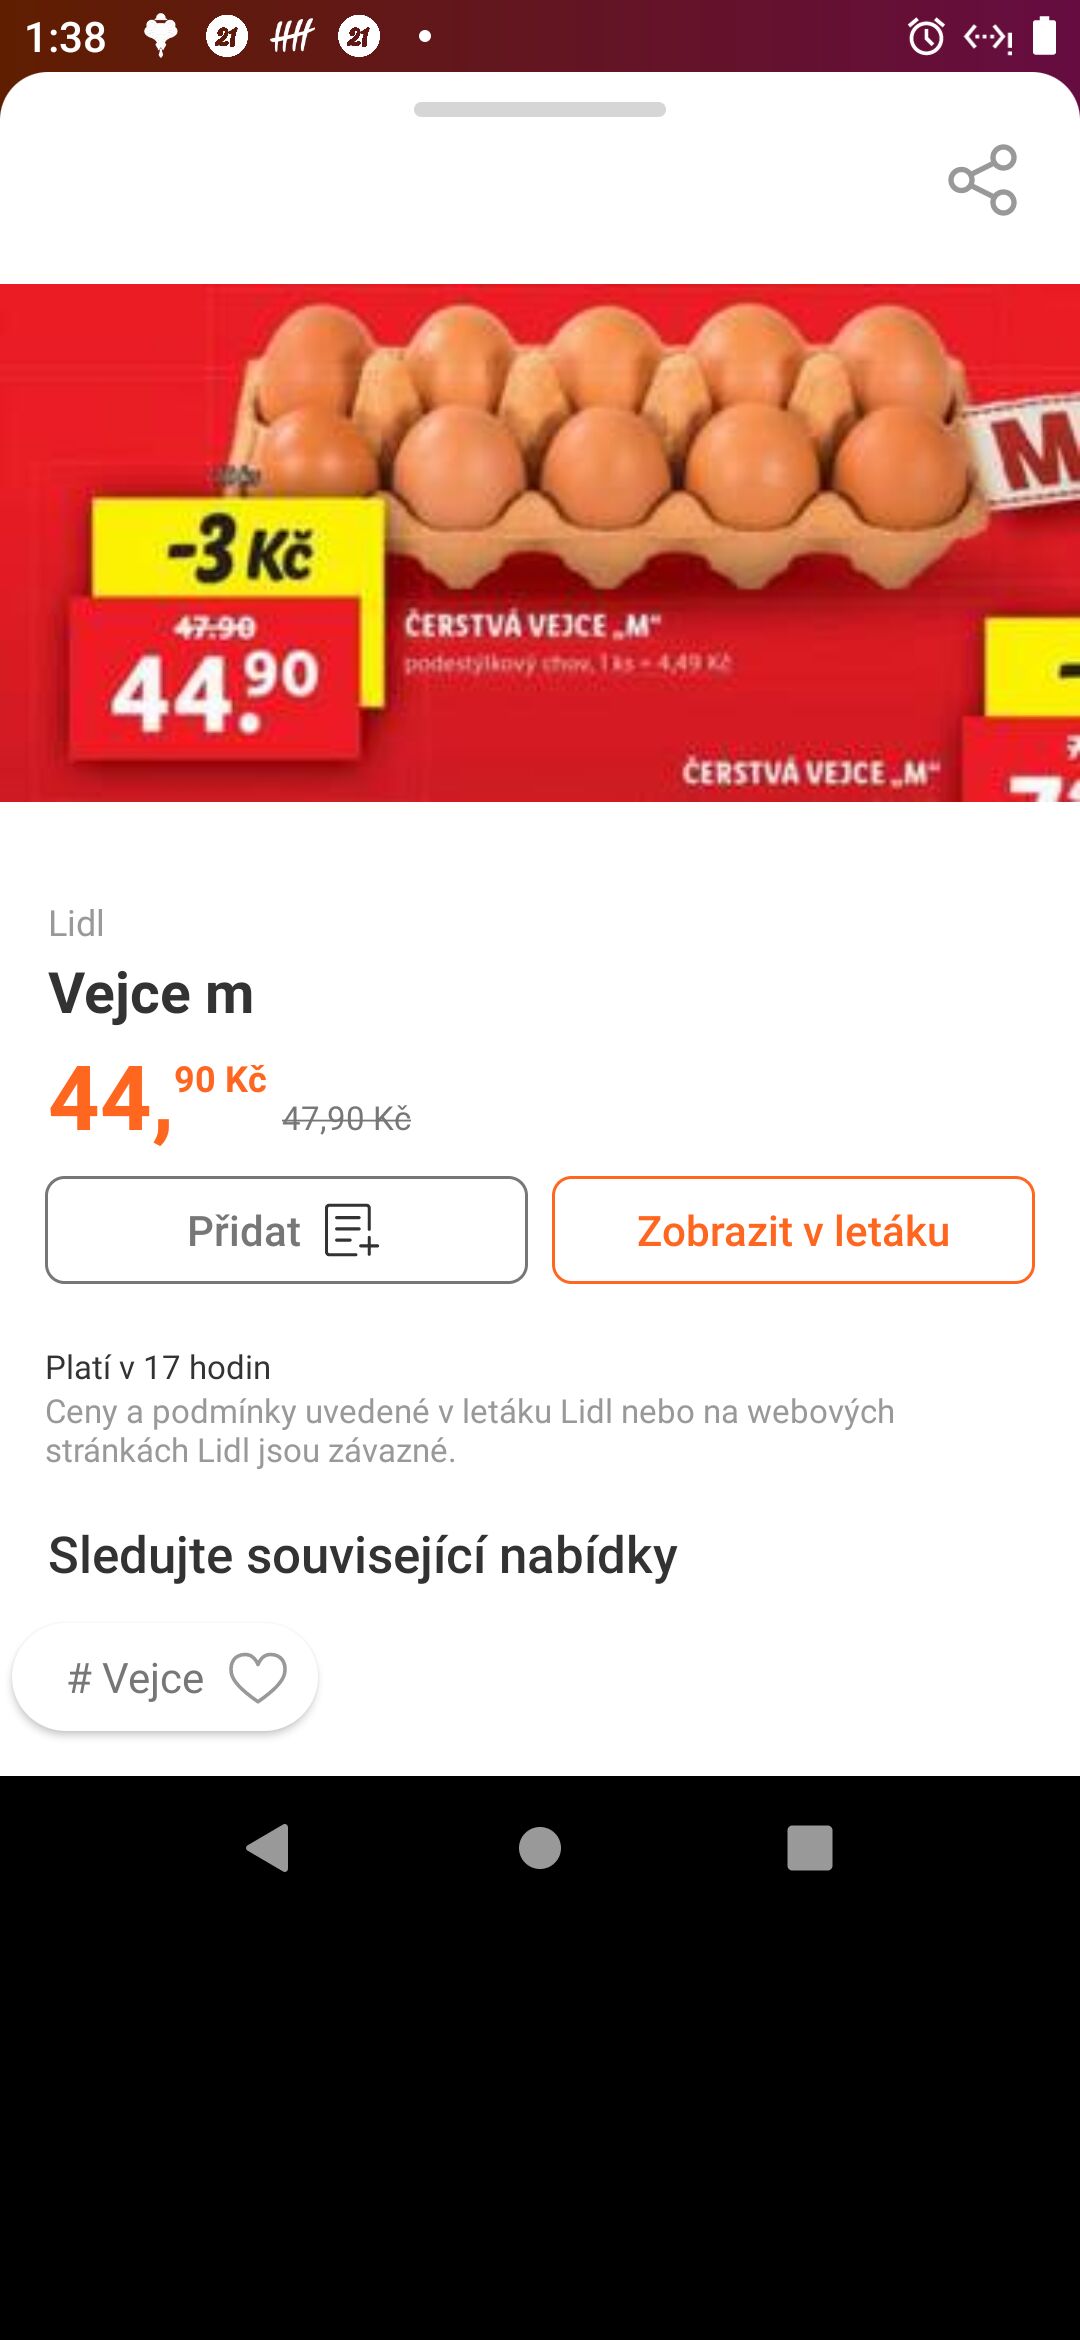 1:38
21
21
M
-3 Kč
47.90
44.90
ČERSTVÁ VEJCE „M“
podestýlkový chov, 1 ks = 4,49 Kč
ČERSTVÁ VEJCE „M“
Lidl
Vejce m
44,90 Kč 47,90 Kč
Přidat
Zobrazit v letáku
Platí v 17 hodin
Ceny a podmínky uvedené v letáku Lidl nebo na webových
stránkách Lidl jsou závazné.
Sledujte související nabídky
# Vejce